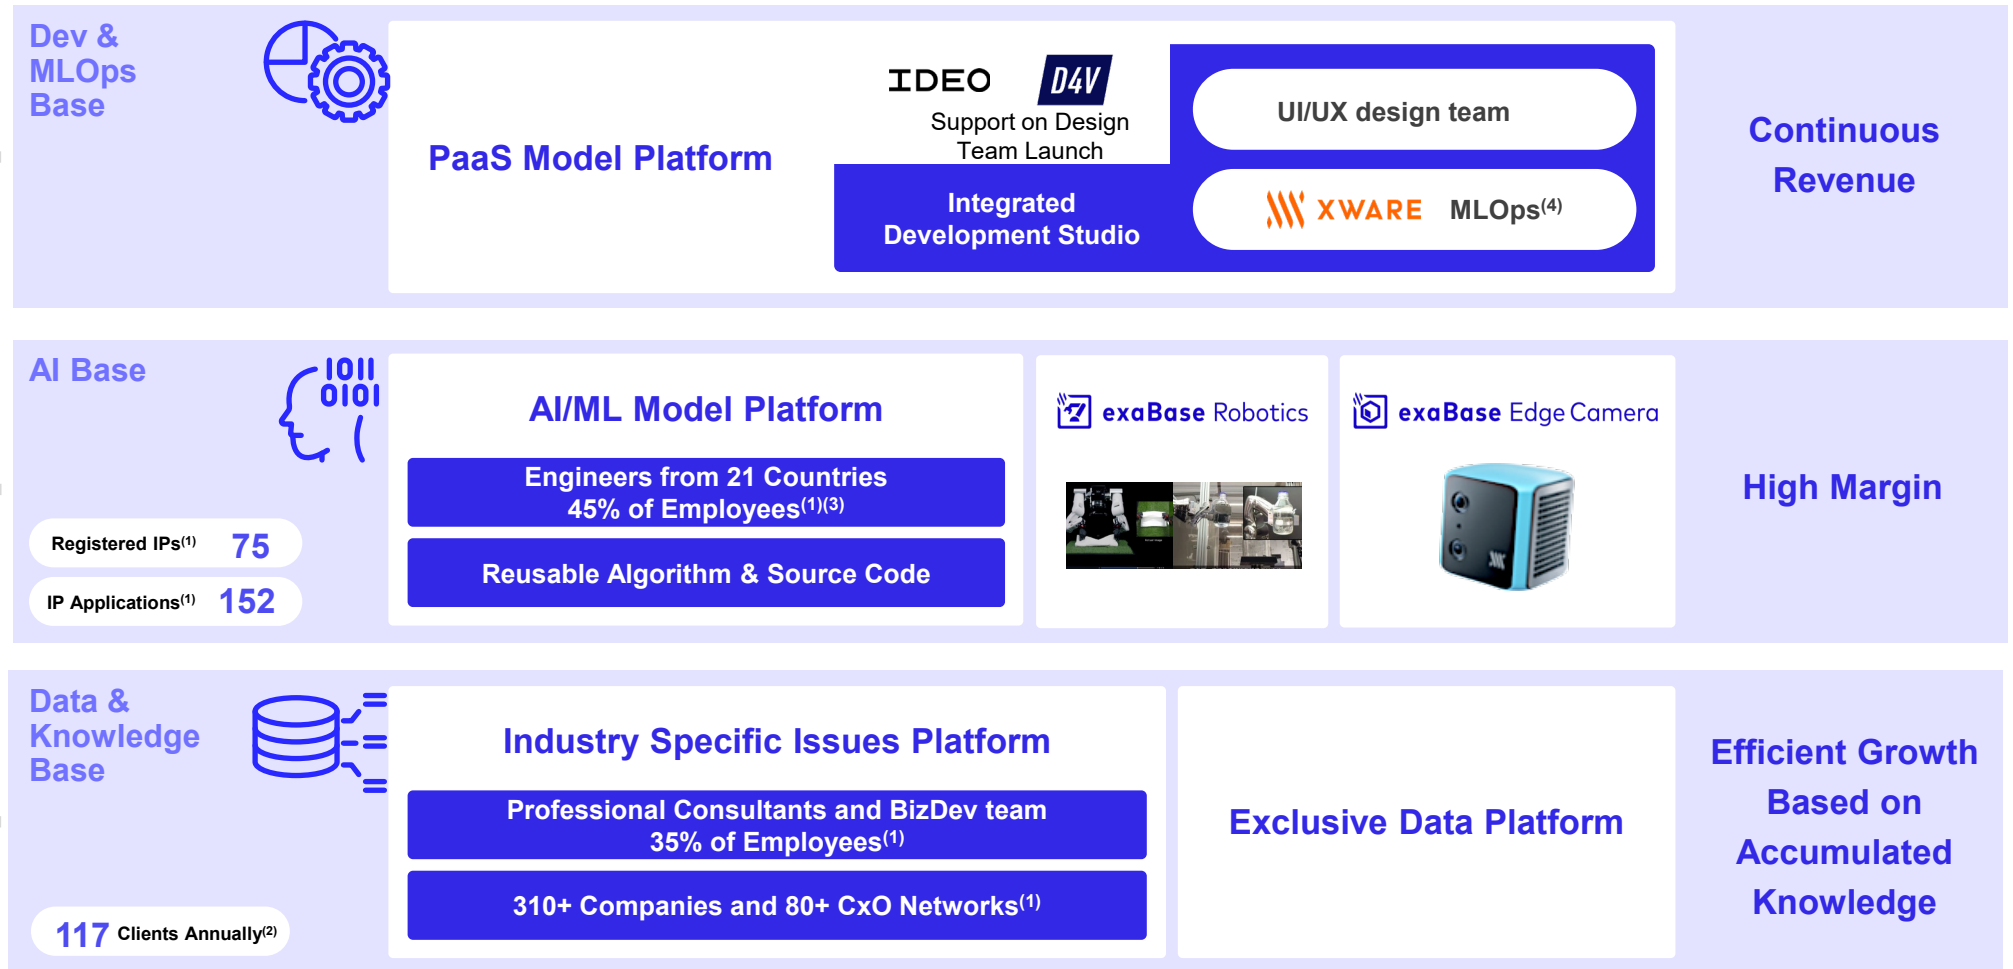 Dev &
MLOps
Base
PaaS Model Platform
IDEO
D4V
Support on Design
Team Launch
Integrated
Development Studio
UI/UX design team
XWARE MLOps(4)
Continuous
Revenue
AI Base
1011
0101
Registered IPs(1) 75
IP Applications(1) 152
AI/ML Model Platform
Engineers from 21 Countries
45% of Employees(1)(3)
Reusable Algorithm & Source Code
exaBase Robotics
exaBase Edge Camera
High Margin
Data &
Knowledge
Base
117 Clients Annually(2)
Industry Specific Issues Platform
Professional Consultants and BizDev team
35% of Employees(1)
310+ Companies and 80+ CxO Networks(1)
Exclusive Data Platform
Efficient Growth
Based on
Accumulated
Knowledge